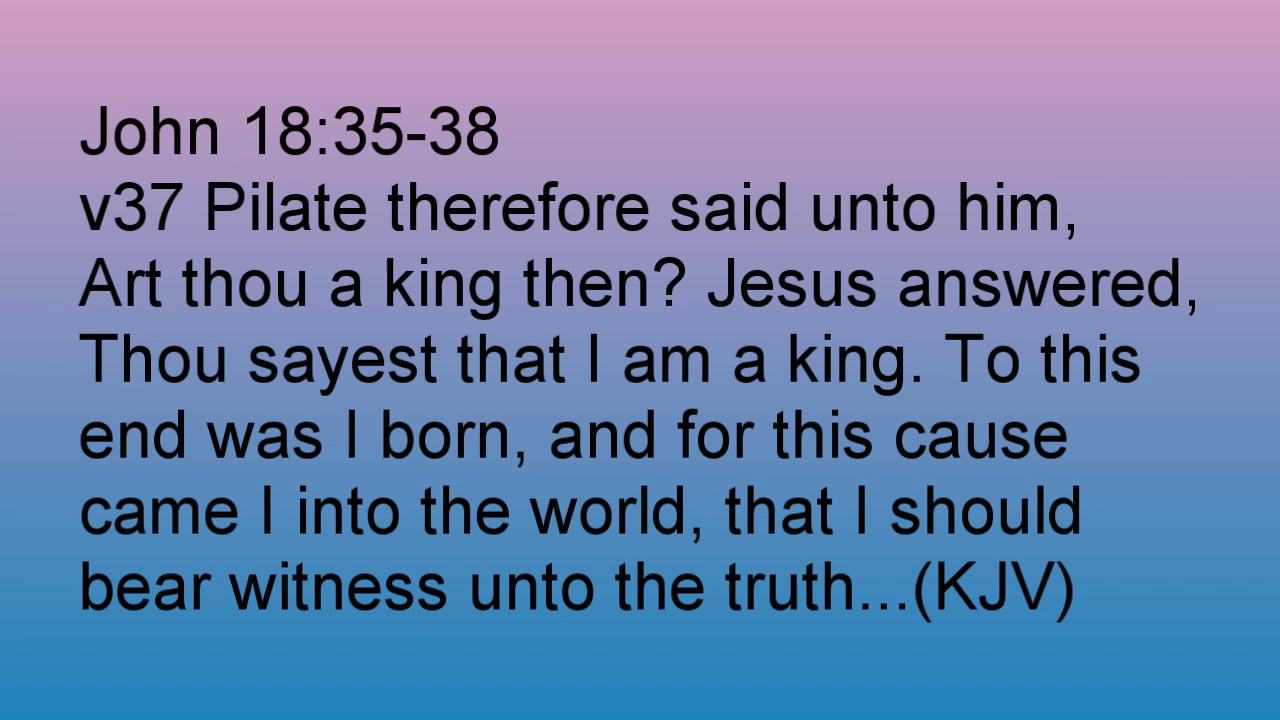 John 18:35-38
v37 Pilate therefore said unto him,
Art thou a king then? Jesus answered,
Thou sayest that I am a king. To this
end was I born, and for this cause
came I into the world, that I should
bear witness unto the truth...(KJV)